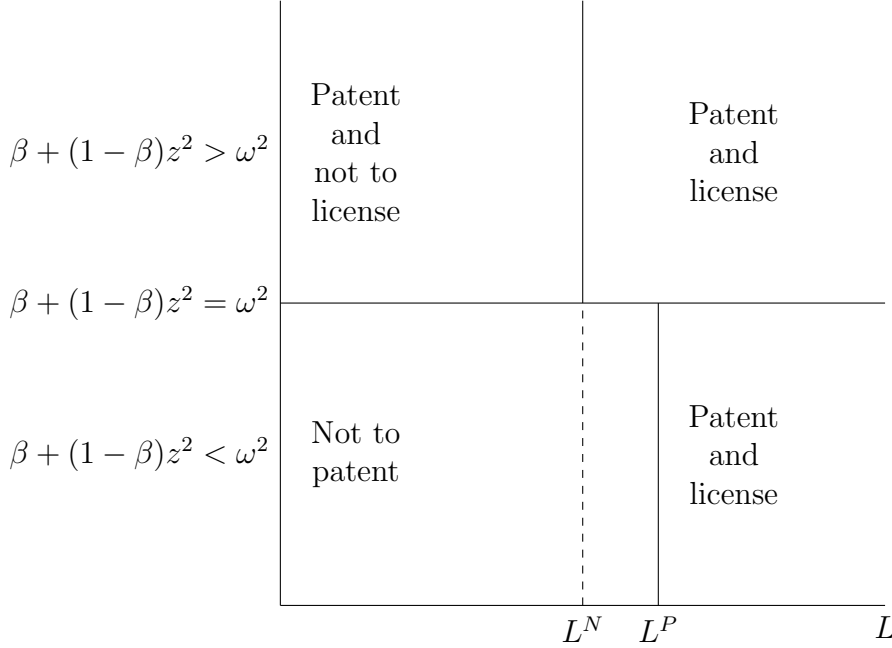 Patent
and
not to
license
Patent
and
license
β + (1 − β)z² > ω²
β + (1 − β)z² = ω²
β + (1 − β)z² < ω²
Not to
patent
Patent
and
license
L^N
L^P
L